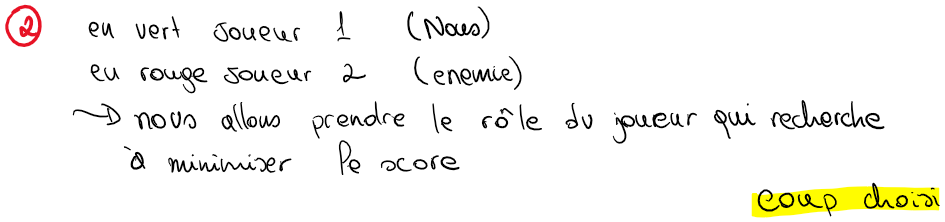 ② en vert joueur 1 (Nous)
en rouge joueur 2 (enemie)
→ nous allons prendre le rôle du joueur qui recherche
à minimiser le score
coup choisi